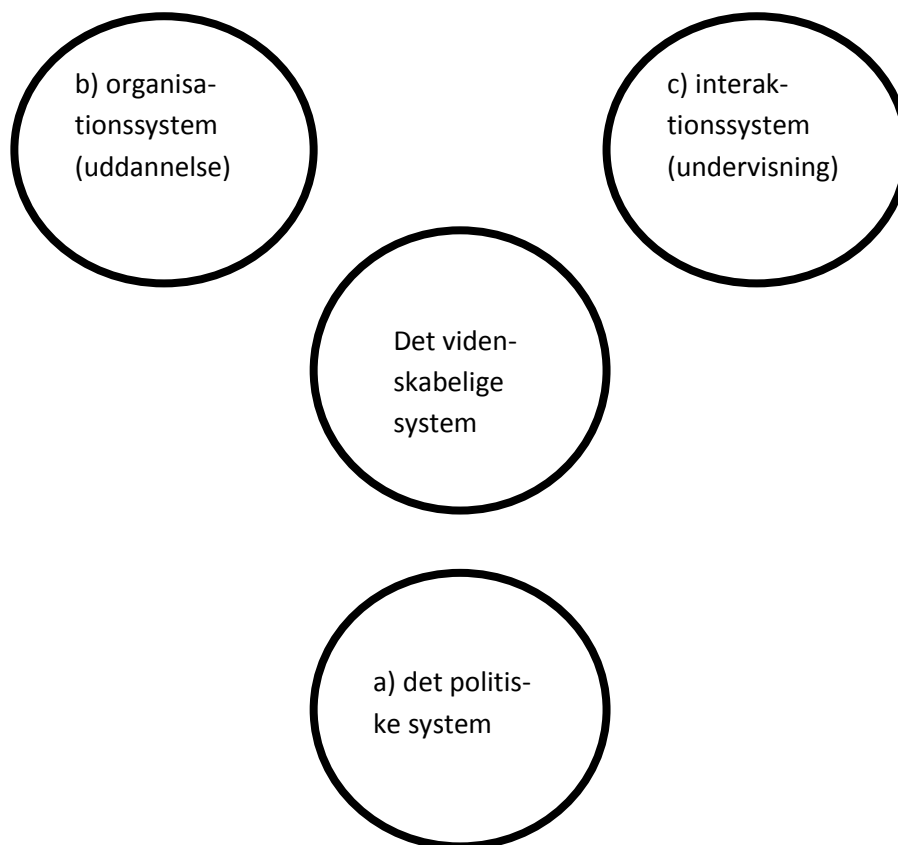 b) organisa-
tionssystem
(uddannelse)
c) interak-
tionssystem
(undervisning)
Det viden-
skabelige
system
a) det politis-
ke system